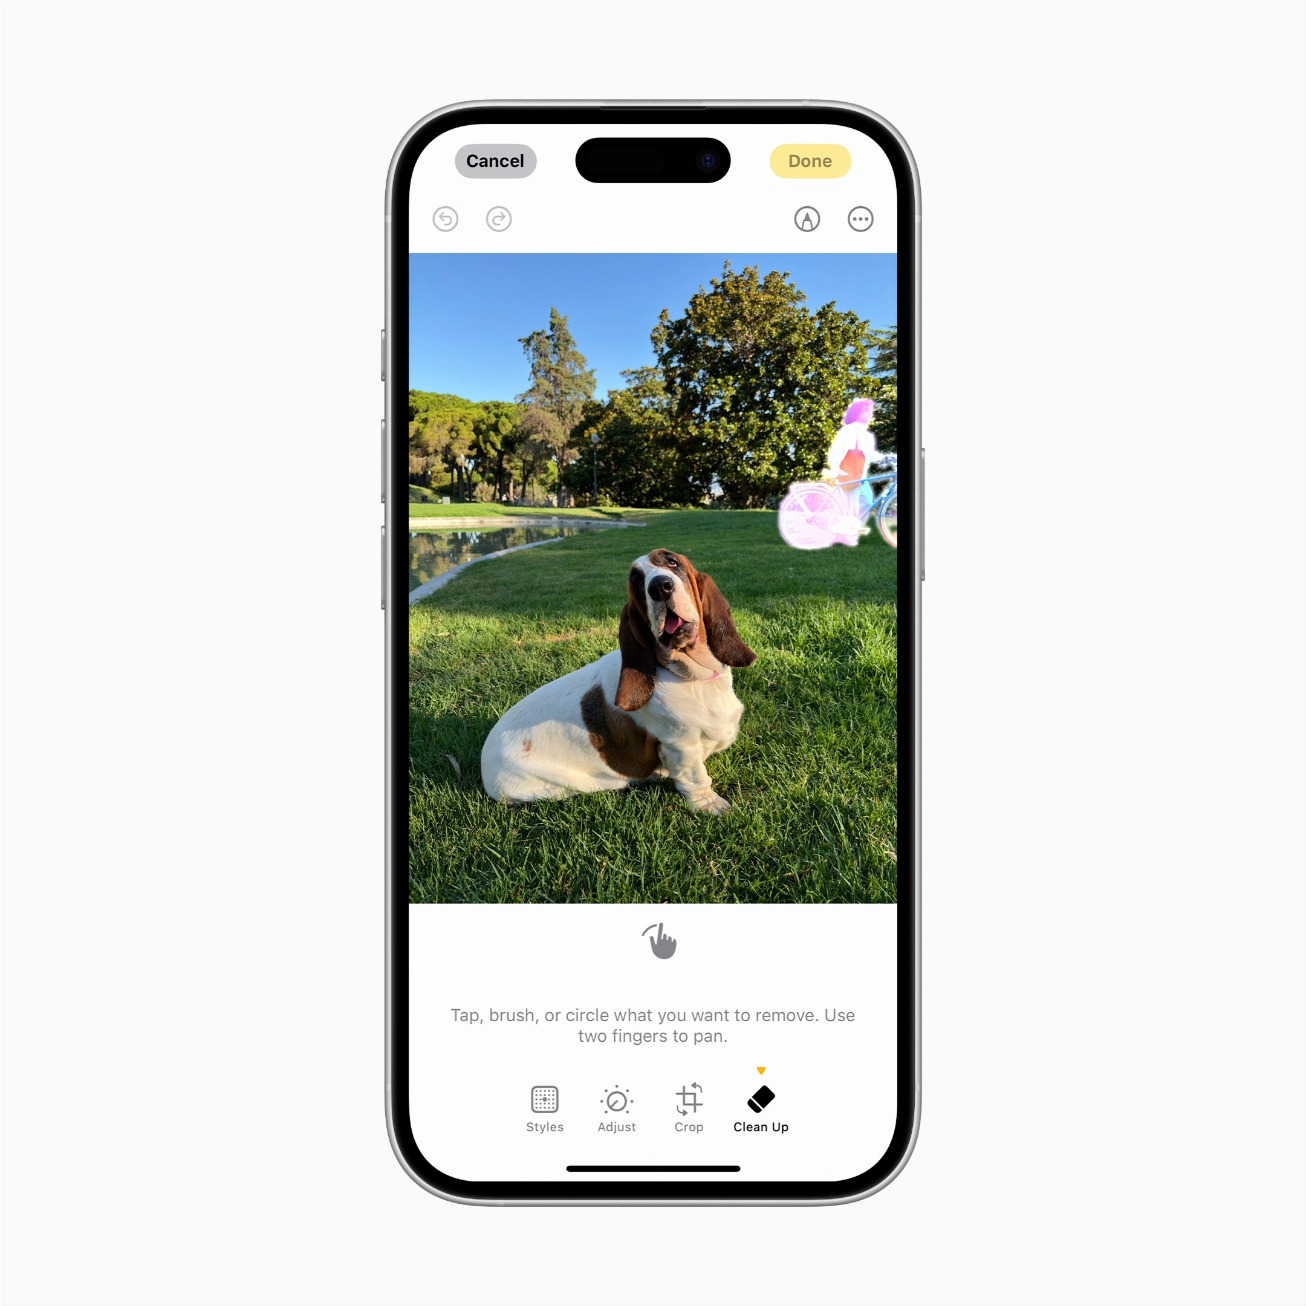 Cancel
Done
Tap, brush, or circle what you want to remove. Use
two fingers to pan.
Styles
Adjust
Crop
Clean Up